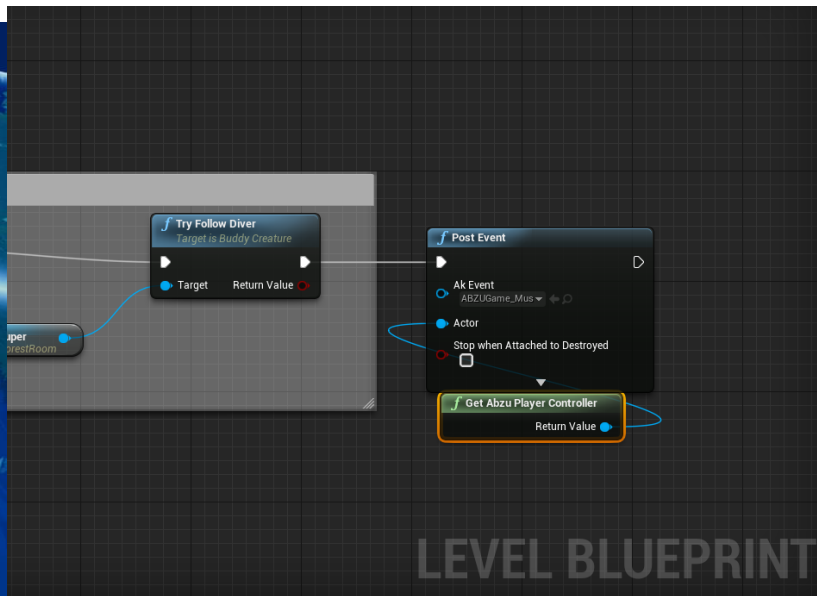 Try Follow Diver
Target is Buddy Creature
Target Return Value
uper
orestRoom
Post Event
Ak Event
ABZUGame_Mus
Actor
Stop when Attached to Destroyed
Get Abzu Player Controller
Return Value
LEVEL BLUEPRINT